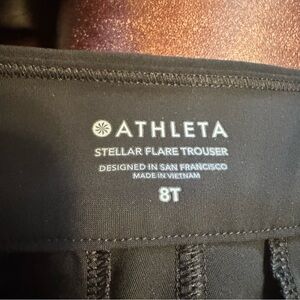 ATHLETA
STELLAR FLARE TROUSER
DESIGNED IN SAN FRANCISCO
MADE IN VIETNAM
8T